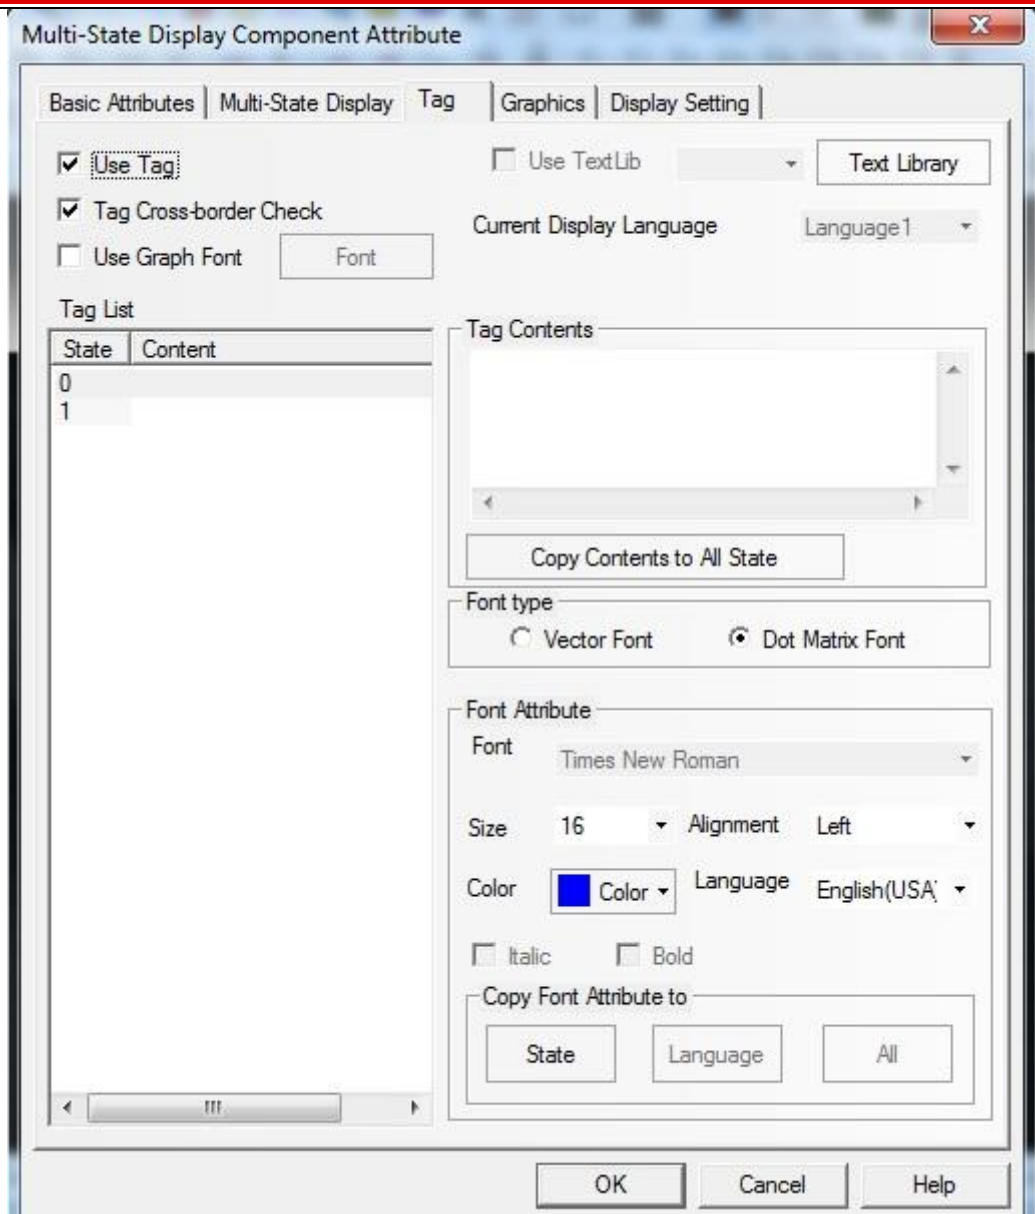 Multi-State Display Component Attribute
Basic Attributes Multi-State Display Tag Graphics Display Setting
Use Tag
Use TextLib Text Library
Tag Cross-border Check
Current Display Language Language1
Use Graph Font Font
Tag List
State Content
0
1
Tag Contents
Copy Contents to All State
Font type
Vector Font Dot Matrix Font
Font Attribute
Font Times New Roman
Size 16 Alignment Left
Color Color Language English(USA)
Italic Bold
Copy Font Attribute to
State Language All
OK Cancel Help